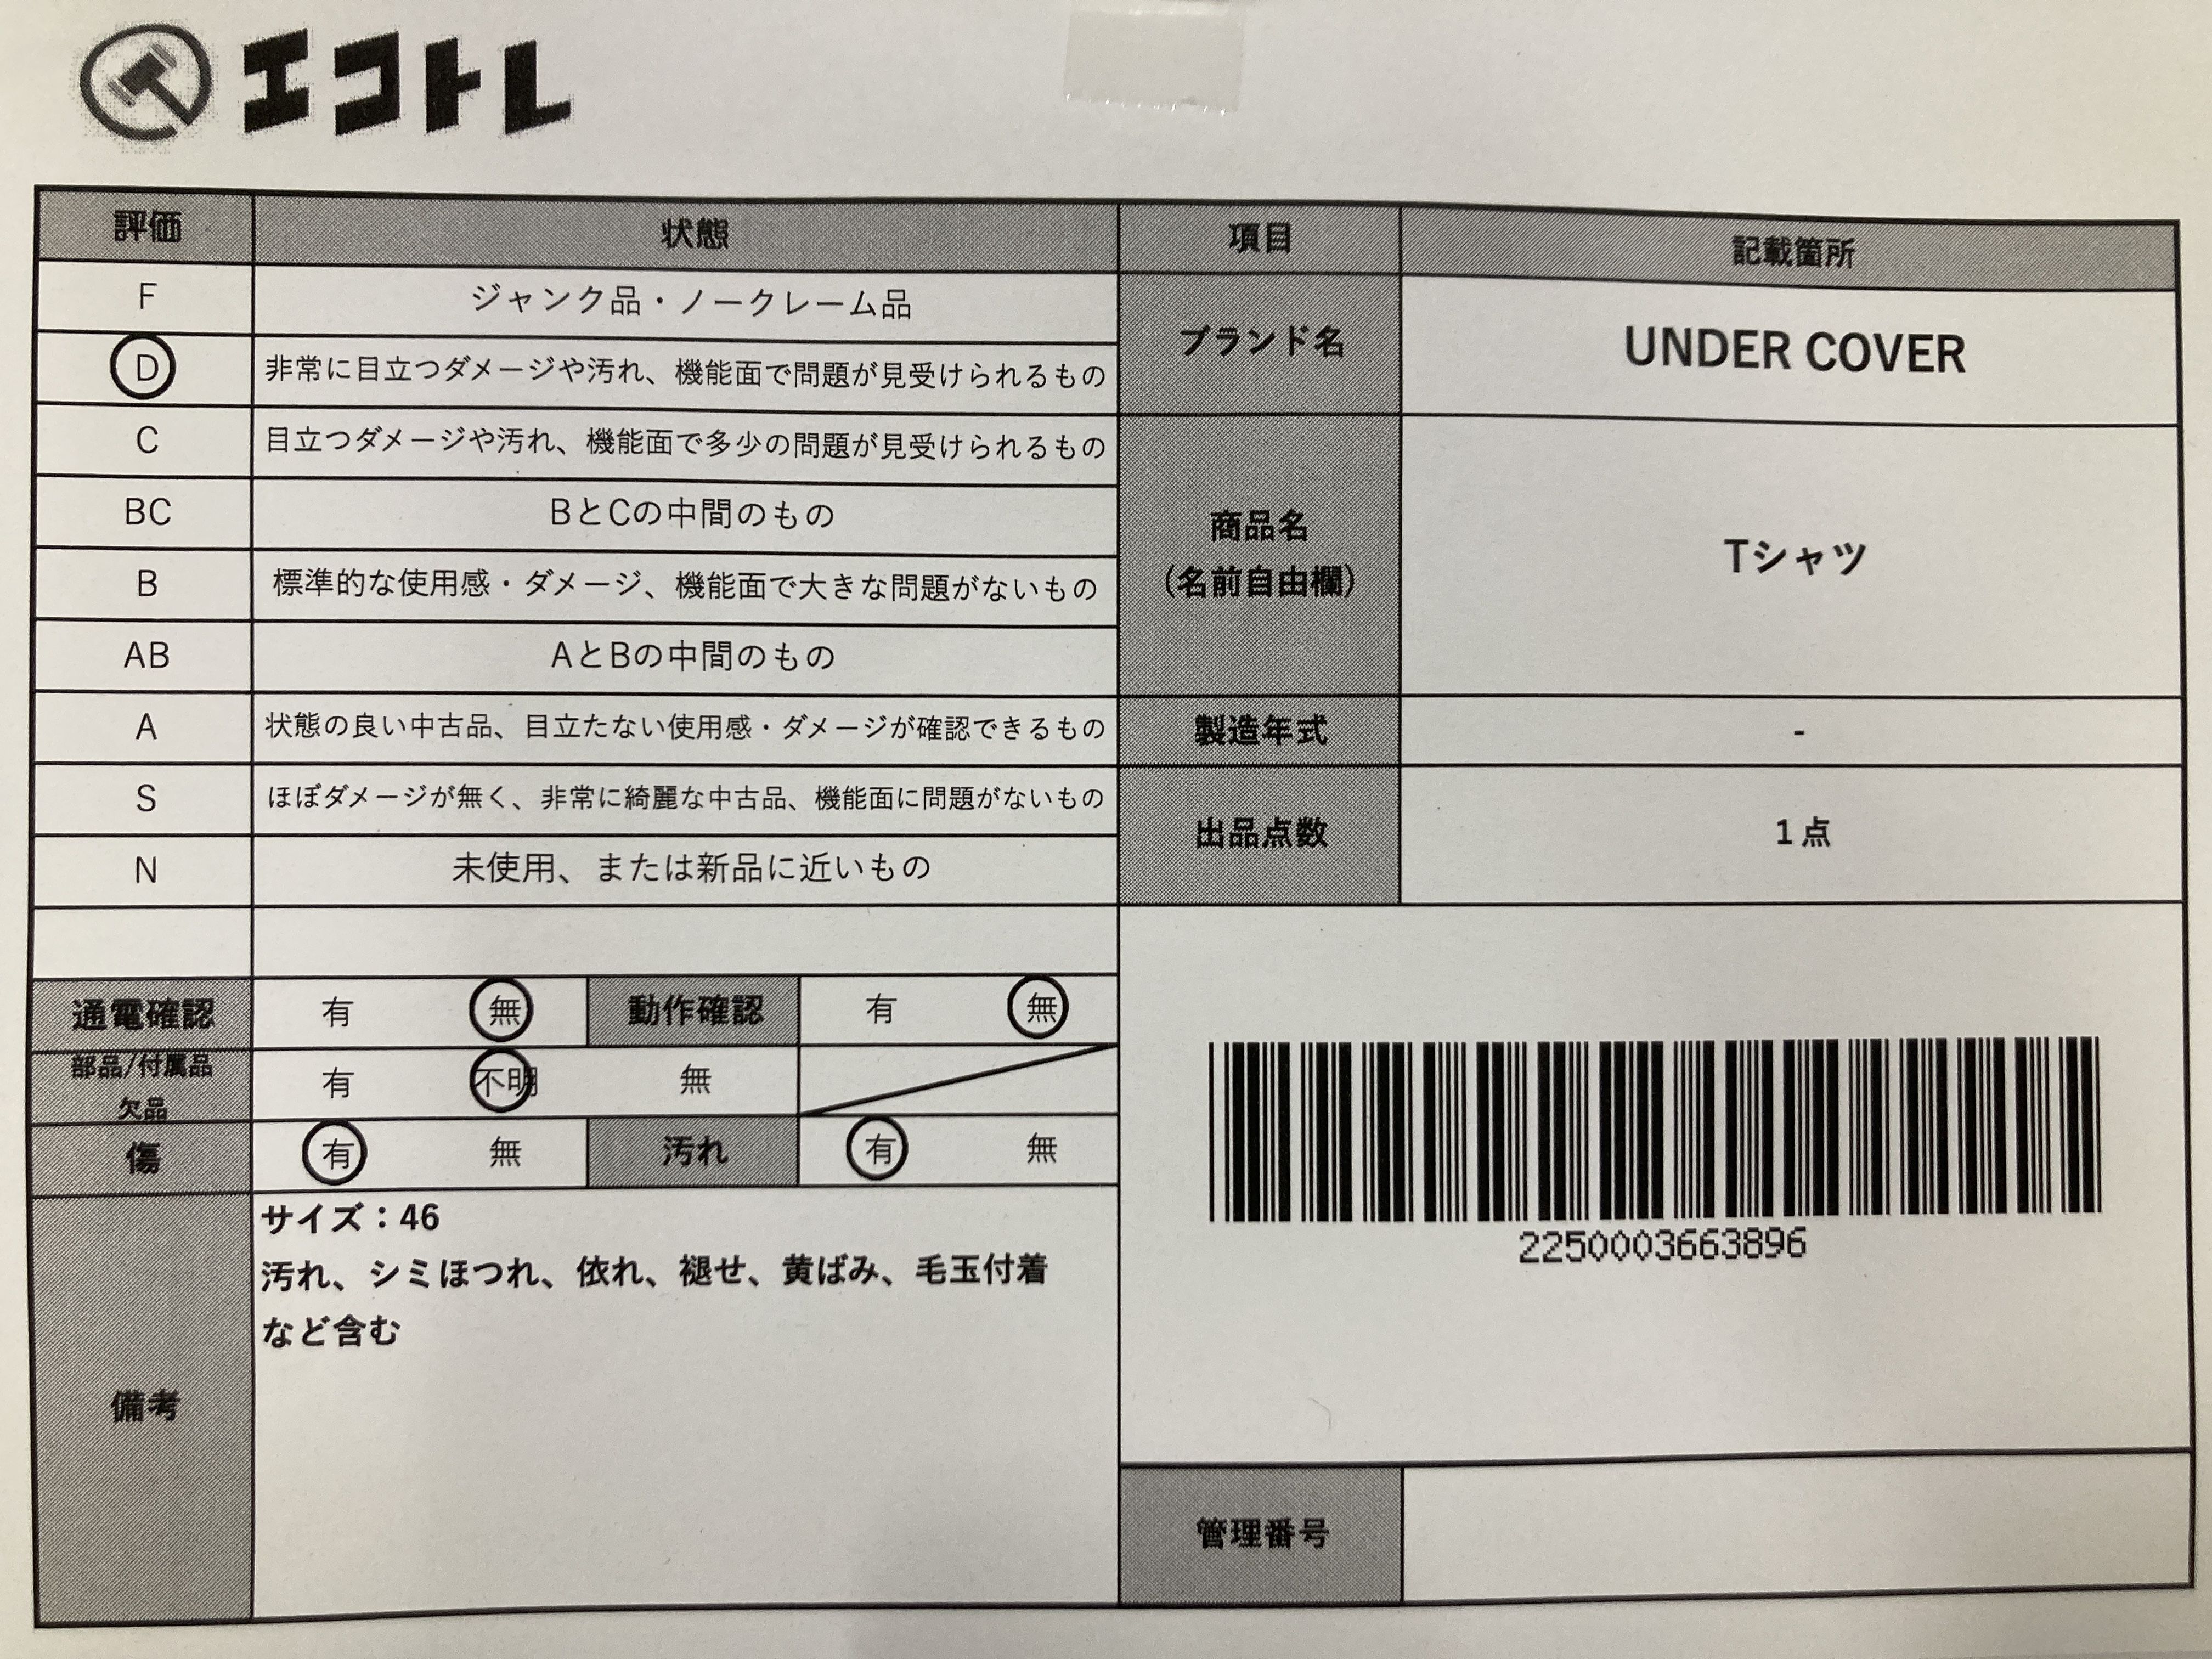 エコトレ
評価 状態 項目 記載箇所
F ジャンク品・ノークレーム品
D 非常に目立つダメージや汚れ、機能面で問題が見受けられるもの
ブランド名 UNDER COVER
C 目立つダメージや汚れ、機能面で多少の問題が見受けられるもの
BC BとCの中間のもの
商品名
(名前自由欄)
Tシャツ
B 標準的な使用感・ダメージ、機能面で大きな問題がないもの
AB AとBの中間のもの
A 状態の良い中古品、目立たない使用感・ダメージが確認できるもの
製造年式 -
S ほぼダメージが無く、非常に綺麗な中古品、機能面に問題がないもの
出品点数 1点
N 未使用、または新品に近いもの
通電確認 有 無 動作確認 有 無
部品/付属品
欠品
有 不明 無
傷 有 無 汚れ 有 無
備考
サイズ：46
汚れ、シミほつれ、依れ、褪せ、黄ばみ、毛玉付着
など含む
2250003663896
管理番号